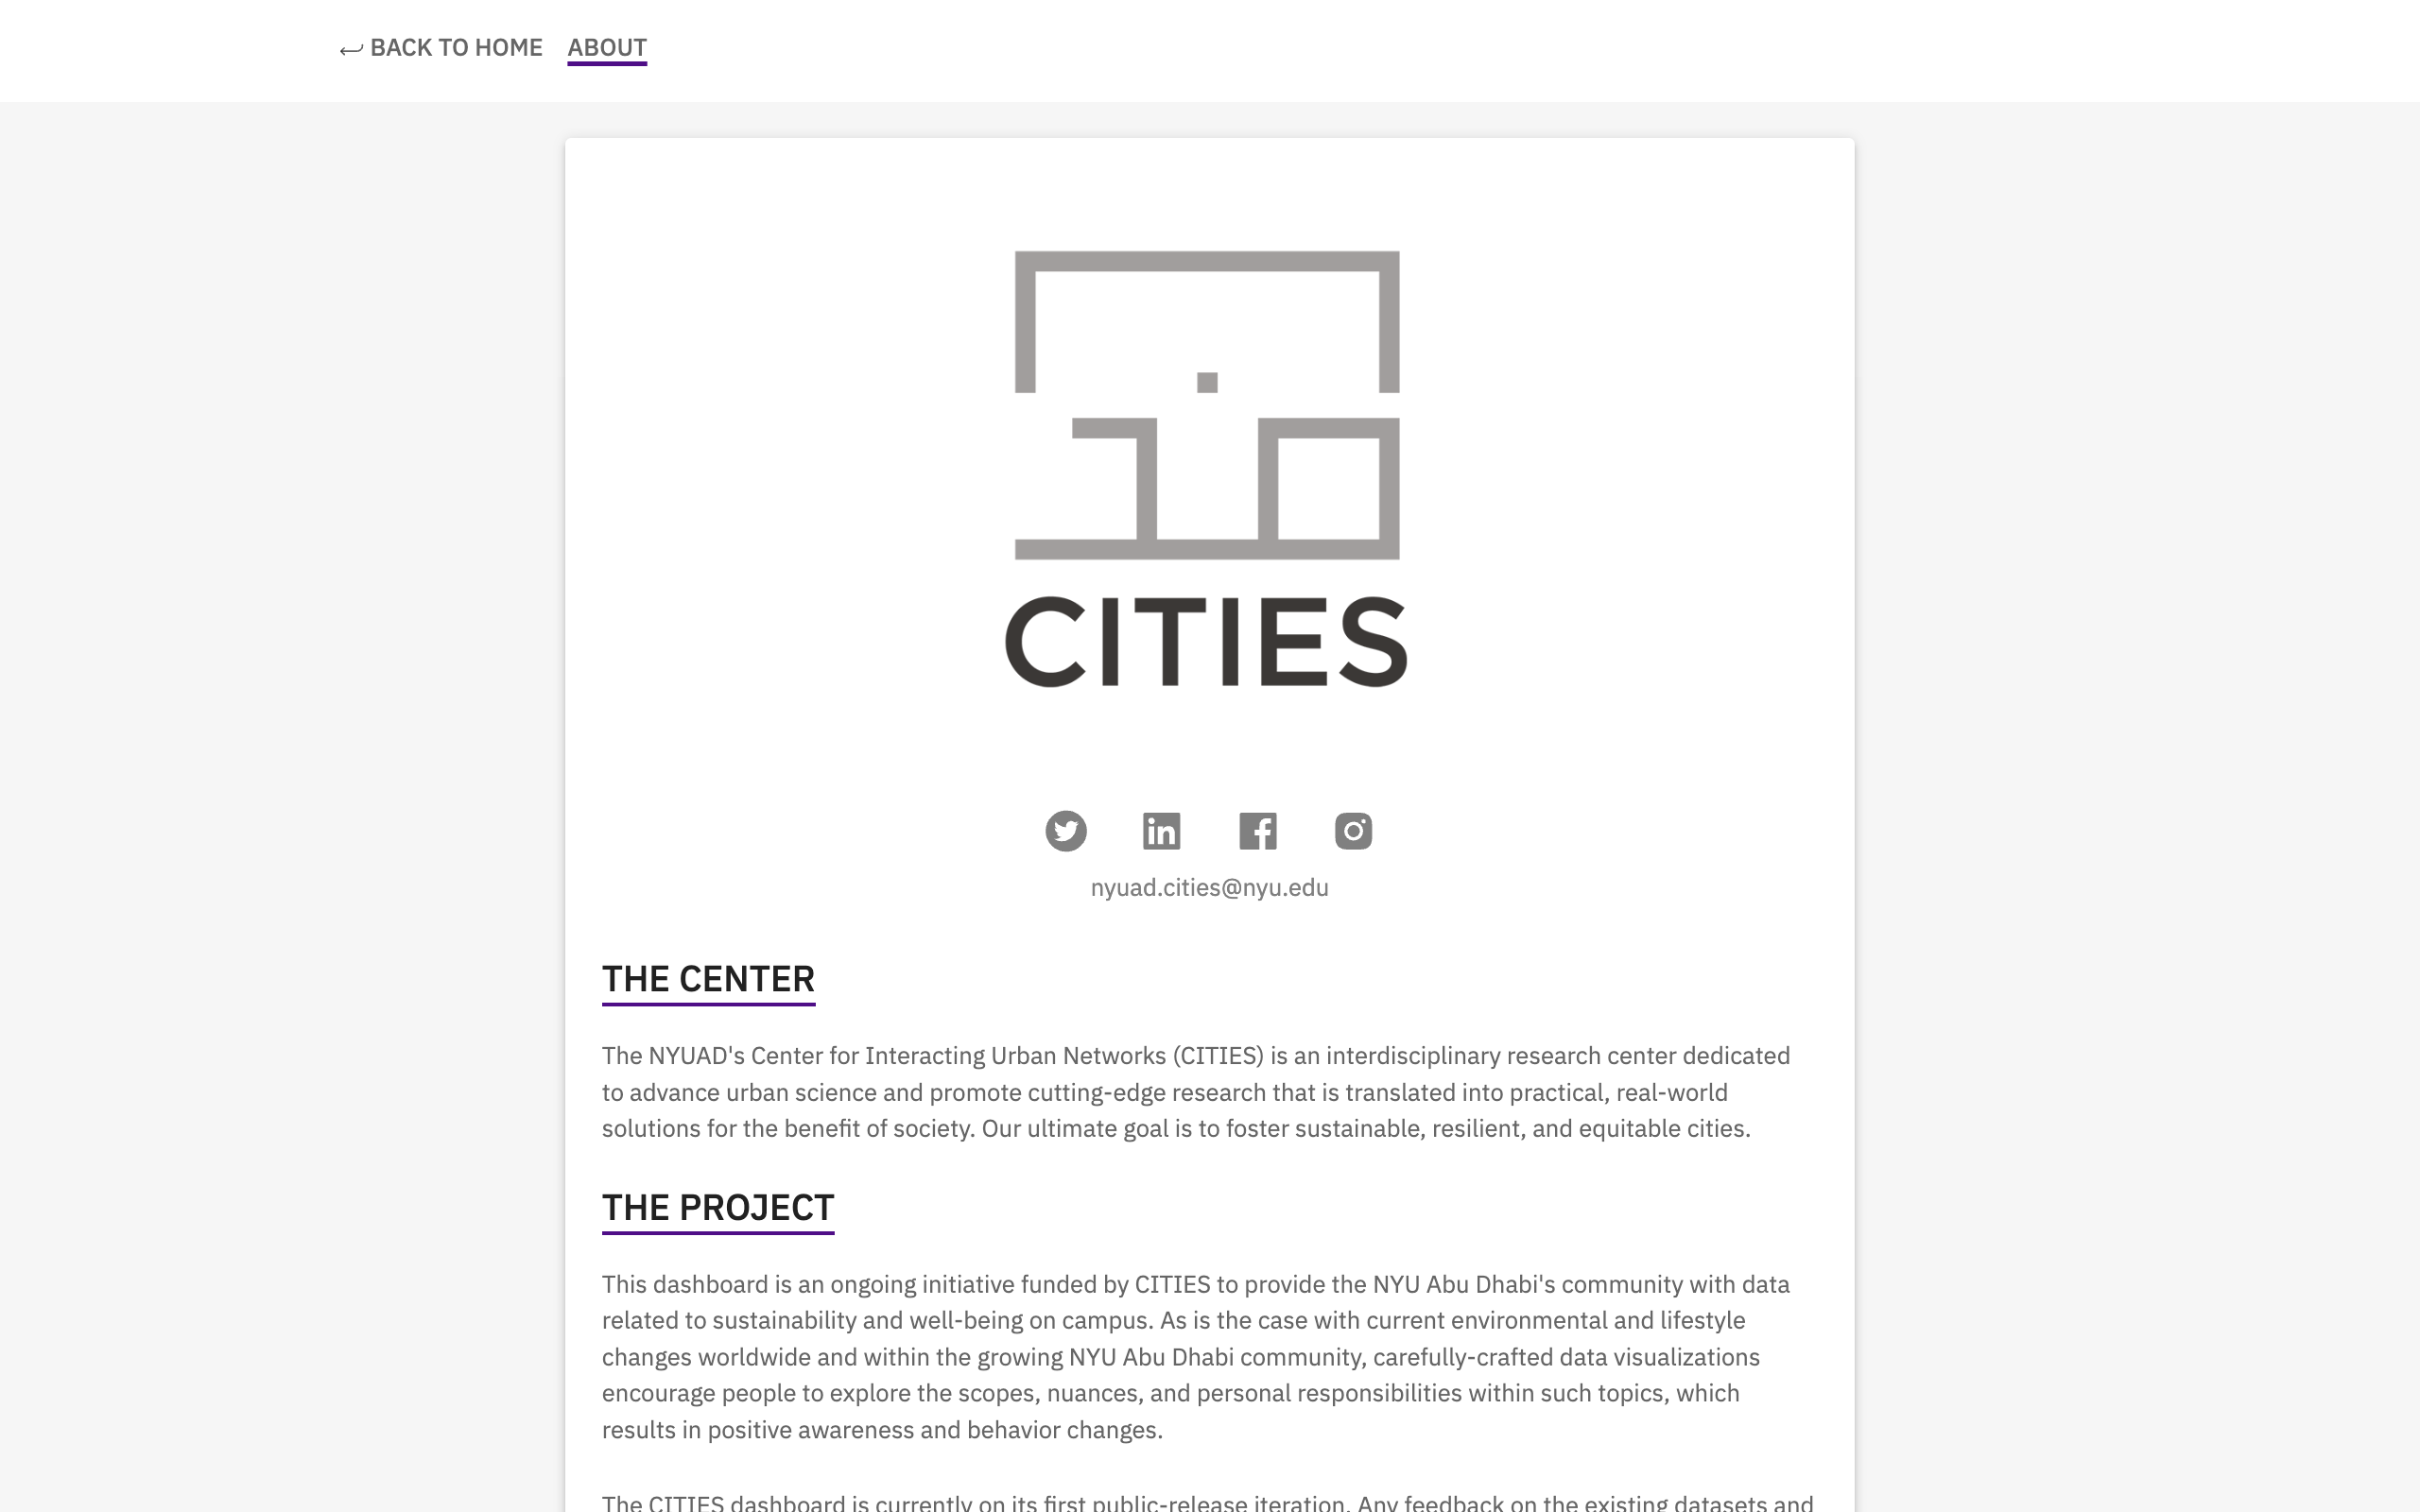 BACK TO HOME ABOUT
CITIES
nyuad.cities@nyu.edu
THE CENTER
The NYUAD's Center for Interacting Urban Networks (CITIES) is an interdisciplinary research center dedicated
to advance urban science and promote cutting-edge research that is translated into practical, real-world
solutions for the benefit of society. Our ultimate goal is to foster sustainable, resilient, and equitable cities.
THE PROJECT
This dashboard is an ongoing initiative funded by CITIES to provide the NYU Abu Dhabi's community with data
related to sustainability and well-being on campus. As is the case with current environmental and lifestyle
changes worldwide and within the growing NYU Abu Dhabi community, carefully-crafted data visualizations
encourage people to explore the scopes, nuances, and personal responsibilities within such topics, which
results in positive awareness and behavior changes.
The CITIES dashboard is currently on its first public-release iteration. Any feedback on the existing datasets and